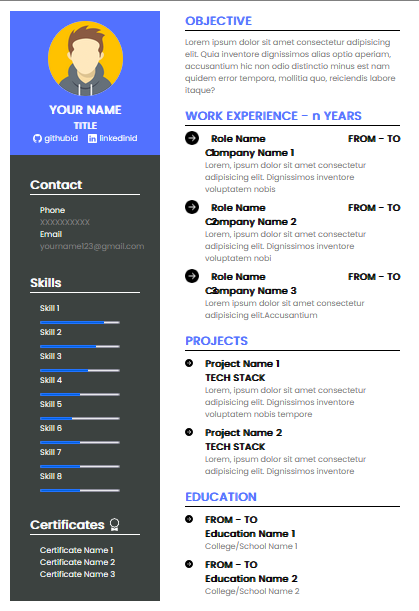 YOUR NAME
TITLE
githubid linkedinid
Contact
Phone
XXXXXXXXXX
Email
yourname123@gmail.com
Skills
Skill 1
Skill 2
Skill 3
Skill 4
Skill 5
Skill 6
Skill 7
Skill 8
Certificates
Certificate Name 1
Certificate Name 2
Certificate Name 3
OBJECTIVE
Lorem ipsum dolor sit amet consectetur adipisicing
elit. Quia inventore dignissimos alias optio aperiam,
accusantium hic non odio distinctio minus est nam
quidem error tempora, mollitia quo, reiciendis labore
itaque?
WORK EXPERIENCE - n YEARS
Role Name FROM - TO
1
Company Name 1
Lorem, ipsum dolor sit amet consectetur
adipisicing elit. Dignissimos inventore
voluptatem nobis
Role Name FROM - TO
2
Company Name 2
Lorem, ipsum dolor sit amet consectetur
adipisicing elit. Dignissimos inventore
voluptatem nobi
Role Name FROM - TO
3
Company Name 3
Lorem ipsum dolor sit amet consectetur
adipisicing elit.Accusantium
PROJECTS
Project Name 1
TECH STACK
Lorem, ipsum dolor sit amet consectetur
adipisicing elit. Dignissimos inventore
voluptatem nobis tempore
Project Name 2
TECH STACK
Lorem, ipsum dolor sit amet consectetur
adipisicing elit. Dignissimos inventore
EDUCATION
FROM - TO
Education Name 1
College/School Name 1
FROM - TO
Education Name 2
College/School Name 2